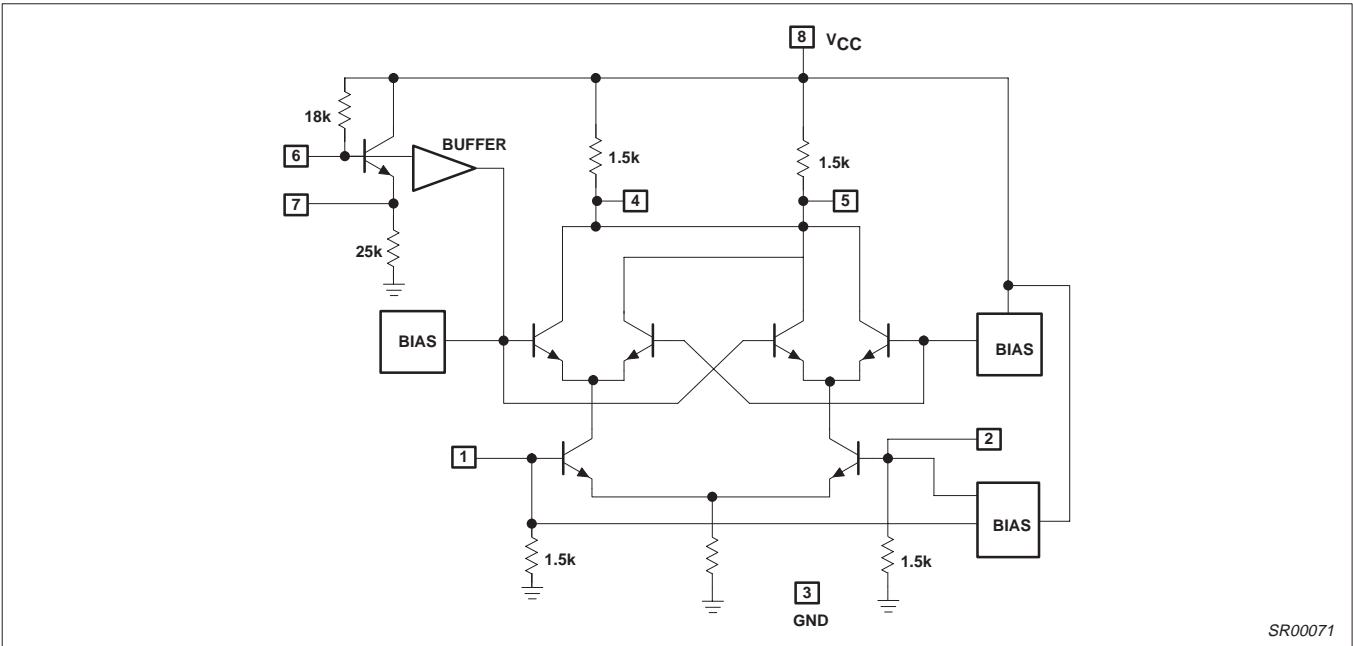 8 VCC
18k
BUFFER
6
1.5k
1.5k
7
4
5
25k
BIAS
BIAS
1
2
BIAS
1.5k
1.5k
3
GND
SR00071